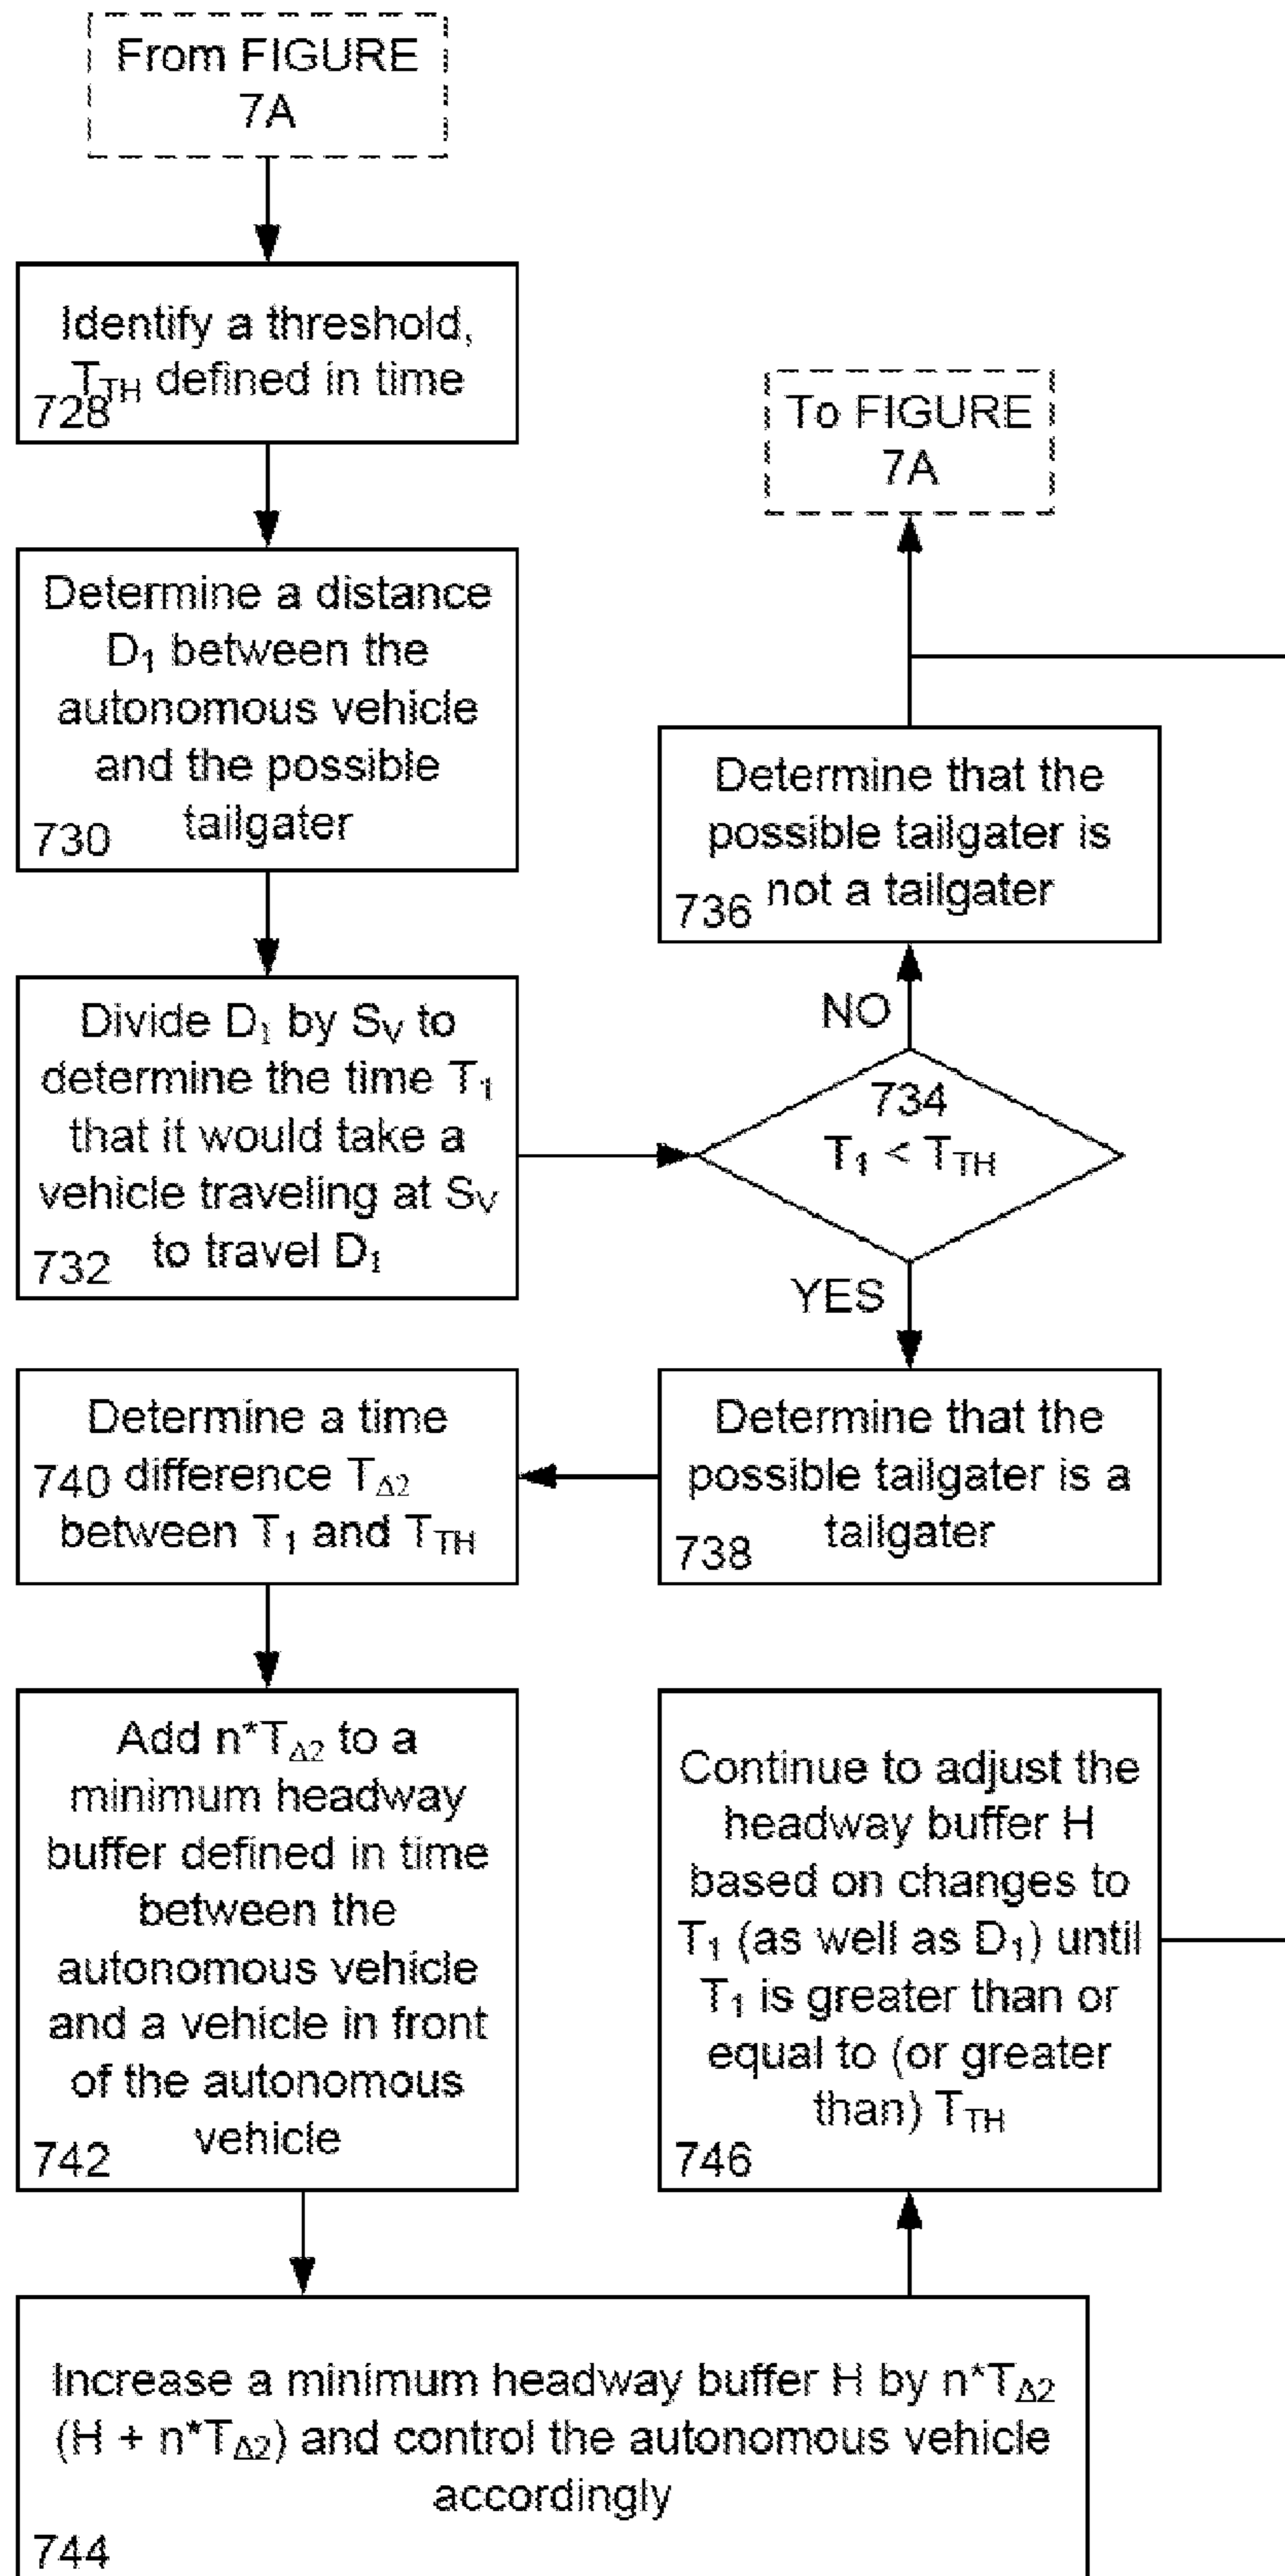 From FIGURE
7A
Identify a threshold,
T_TH defined in time
728
Determine a distance
D₁ between the
autonomous vehicle
and the possible
tailgater
730
Divide D₁ by S_V to
determine the time T₁
that it would take a
vehicle traveling at S_V
to travel D₁
732
734
T₁ < T_TH
NO
YES
To FIGURE
7A
Determine that the
possible tailgater is
not a tailgater
736
Determine that the
possible tailgater is a
tailgater
738
Determine a time
740 difference T_Δ2
between T₁ and T_TH
Add n*T_Δ2 to a
minimum headway
buffer defined in time
between the
autonomous vehicle
and a vehicle in front
of the autonomous
vehicle
742
Increase a minimum headway buffer H by n*T_Δ2
(H + n*T_Δ2) and control the autonomous vehicle
accordingly
744
Continue to adjust the
headway buffer H
based on changes to
T₁ (as well as D₁) until
T₁ is greater than or
equal to (or greater
than) T_TH
746